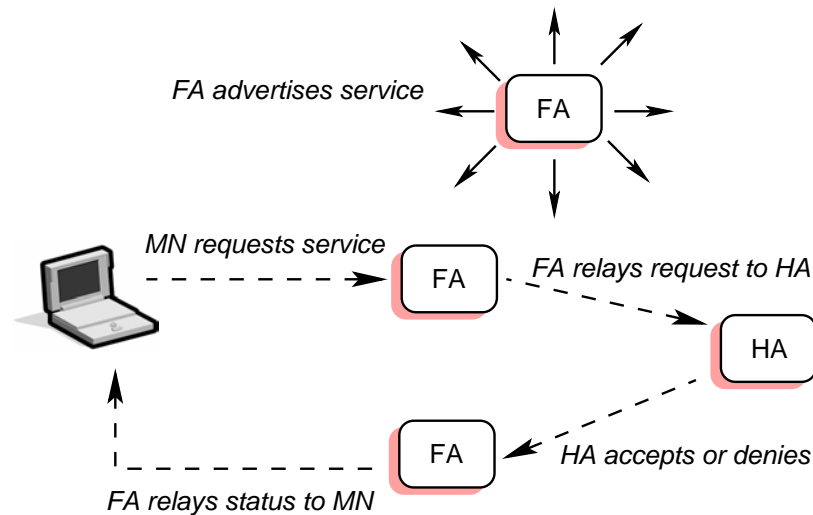 FA advertises service
FA
MN requests service
FA
FA relays request to HA
HA
FA
HA accepts or denies
FA relays status to MN